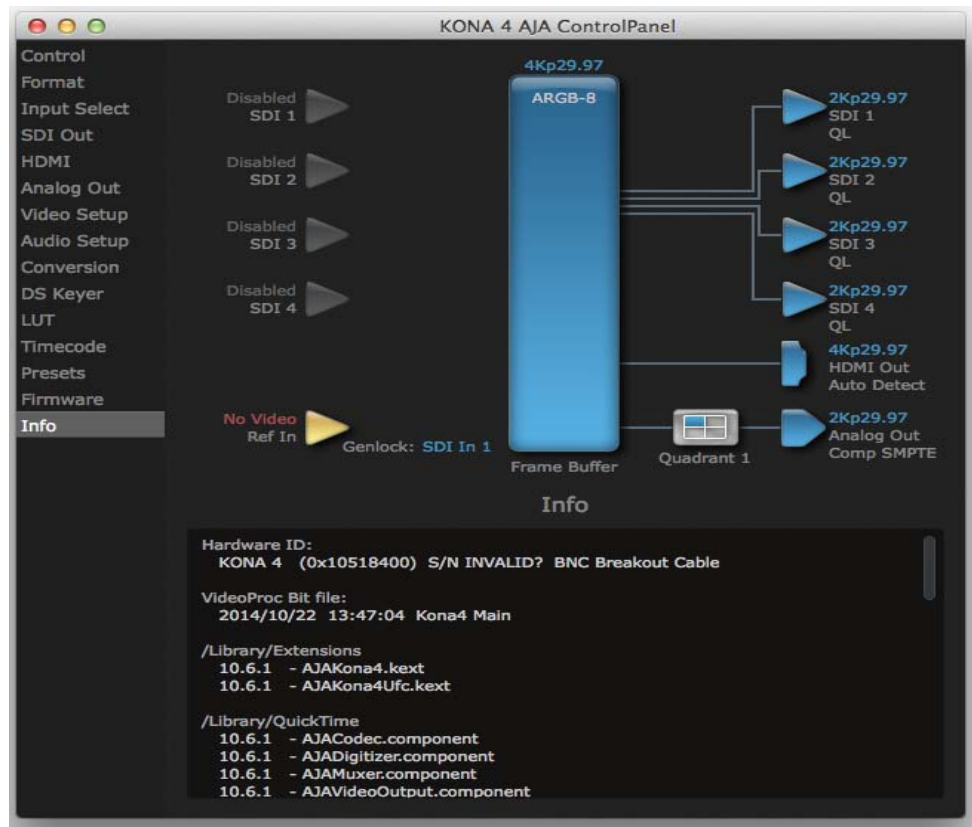 KONA 4 AJA ControlPanel
Control
Format
Input Select
SDI Out
HDMI
Analog Out
Video Setup
Audio Setup
Conversion
DS Keyer
LUT
Timecode
Presets
Firmware
Info
Disabled
SDI 1
Disabled
SDI 2
Disabled
SDI 3
Disabled
SDI 4
No Video
Ref In
Genlock: SDI In 1
4Kp29.97
ARGB-8
Frame Buffer
2Kp29.97
SDI 1
QL
2Kp29.97
SDI 2
QL
2Kp29.97
SDI 3
QL
2Kp29.97
SDI 4
QL
4Kp29.97
HDMI Out
Auto Detect
Quadrant 1
2Kp29.97
Analog Out
Comp SMPTE
Info
Hardware ID:
KONA 4 (0x10518400) S/N INVALID? BNC Breakout Cable
VideoProc Bit file:
2014/10/22 13:47:04 Kona4 Main
/Library/Extensions
10.6.1 - AJAKona4.kext
10.6.1 - AJAKona4Ufc.kext
/Library/QuickTime
10.6.1 - AJACodec.component
10.6.1 - AJADigitizer.component
10.6.1 - AJAMuxer.component
10.6.1 - AJAVideoOutput.component